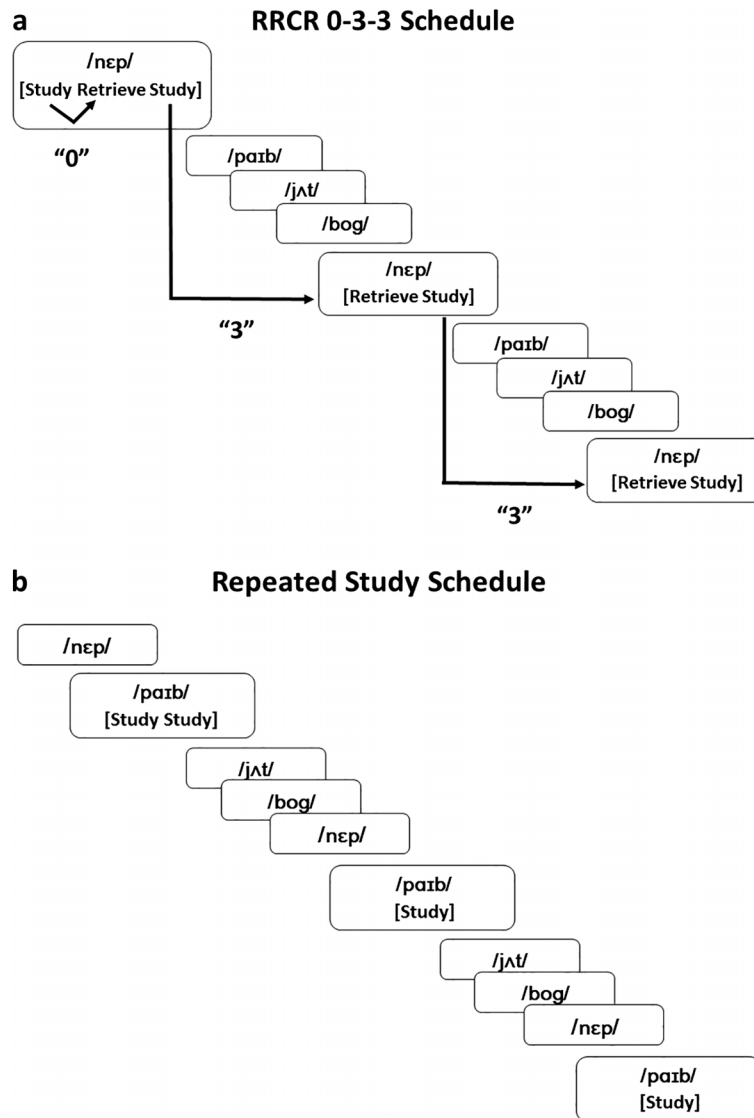 a
RRCR 0-3-3 Schedule
/nɛp/
[Study Retrieve Study]
“0”
/paɪb/
/jʌt/
/bog/
/nɛp/
[Retrieve Study]
“3”
/paɪb/
/jʌt/
/bog/
/nɛp/
[Retrieve Study]
“3”
b
Repeated Study Schedule
/nɛp/
/paɪb/
[Study Study]
/jʌt/
/bog/
/nɛp/
/paɪb/
[Study]
/jʌt/
/bog/
/nɛp/
/paɪb/
[Study]